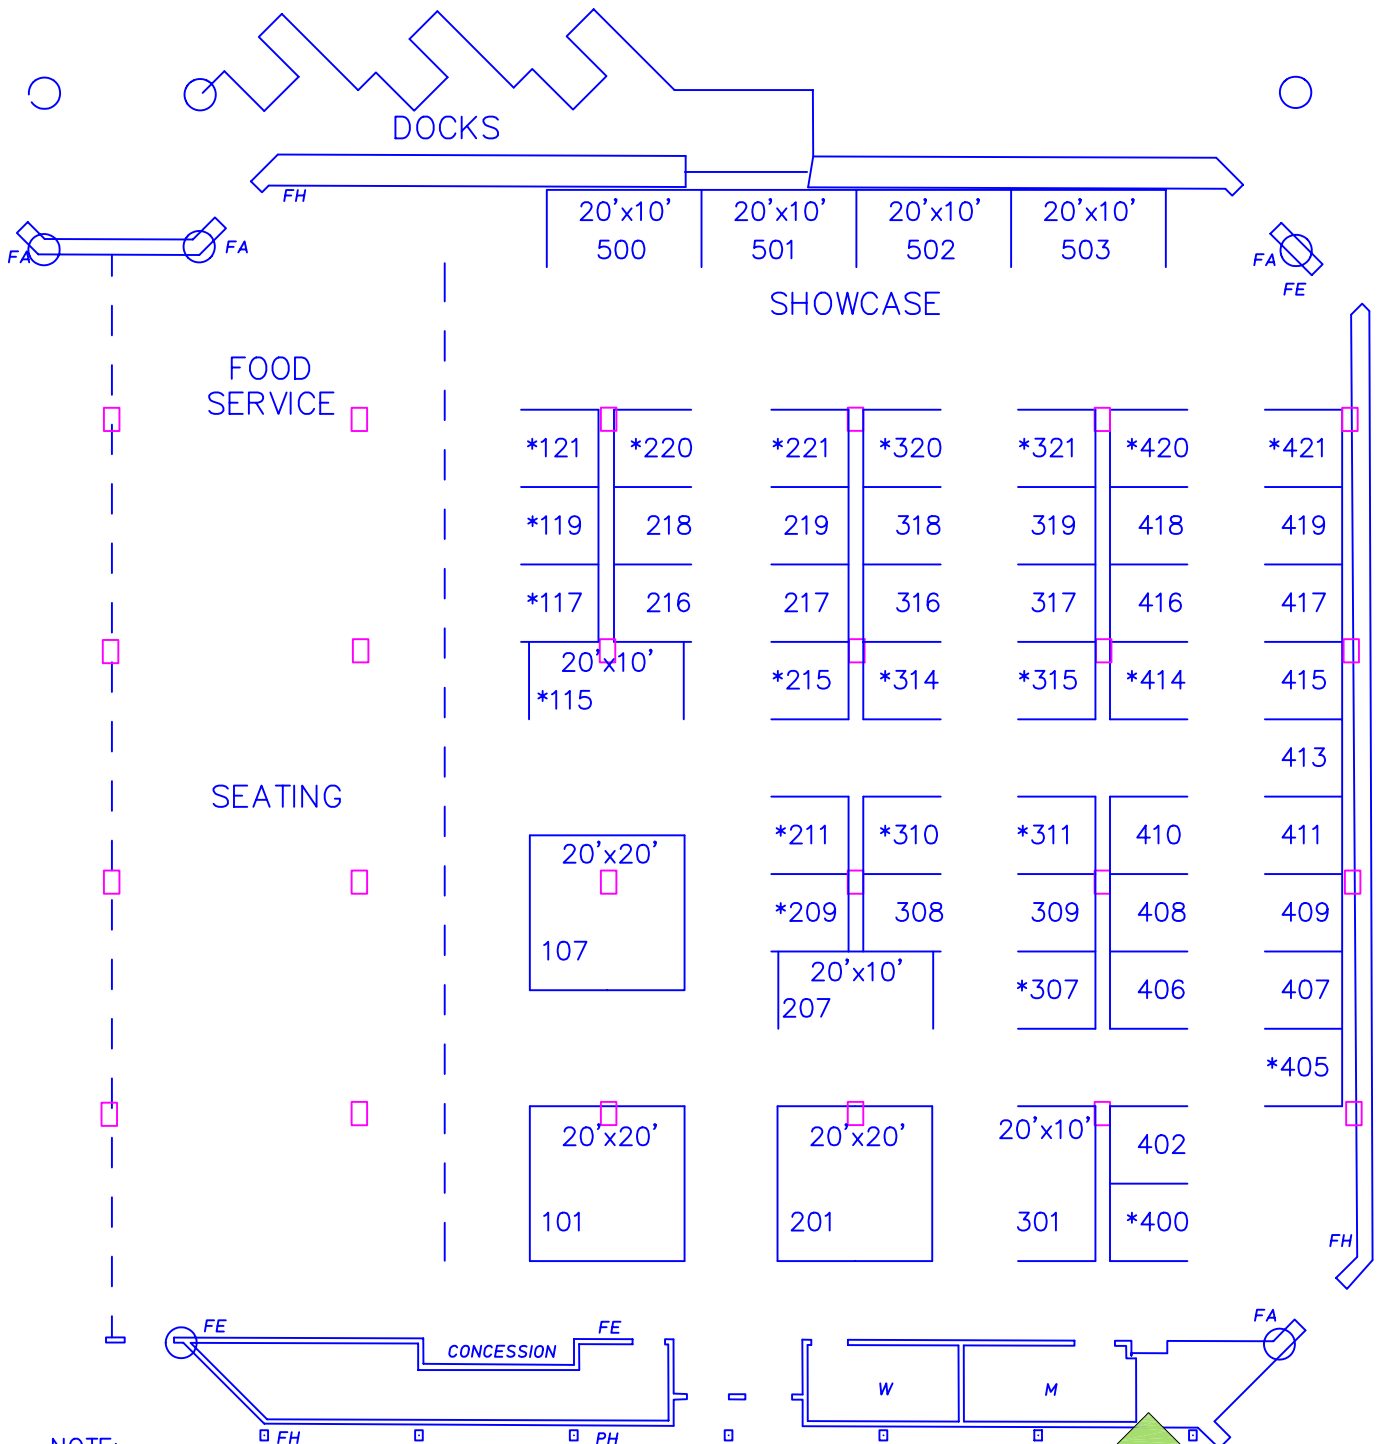 DOCKS
FH
20'x10' 20'x10' 20'x10' 20'x10'
500 501 502 503
FA FA FA
FE
SHOWCASE
FOOD
SERVICE
*121 *220 *221 *320 *321 *420 *421
*119 218 219 318 319 418 419
*117 216 217 316 317 416 417
20'x10'
*115 *215 *314 *315 *414 415
413
SEATING
*211 *310 *311 410 411
20'x20'
*209 308 309 408 409
107
20'x10'
207 *307 406 407
*405
20'x20' 20'x20' 20'x10' 402
101 201 301 *400
FH
FA
FE FE
CONCESSION
W M
FH PH
NOTE: